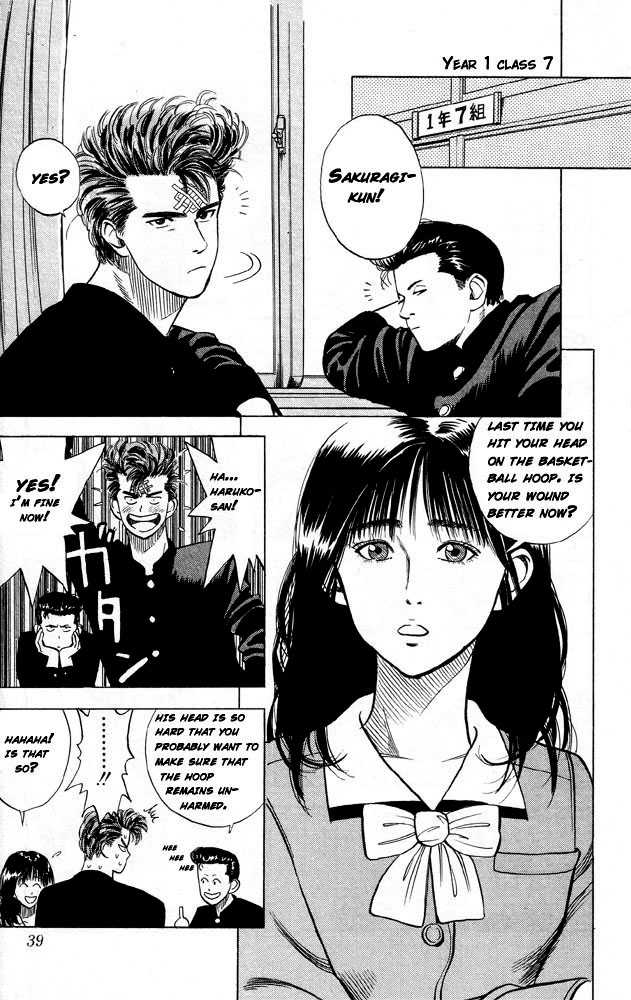 YEAR 1 CLASS 7
1年7組
SAKURAGI-
KUN!
YES?
LAST TIME YOU
HIT YOUR HEAD
ON THE BASKET-
BALL HOOP. IS
YOUR WOUND
BETTER NOW?
HA...
HARUKO-
SAN!
YES!
I'M FINE
NOW!
ガタン
HIS HEAD IS SO
HARD THAT YOU
PROBABLY WANT TO
MAKE SURE THAT
THE HOOP
REMAINS UN-
HARMED.
......!!
HAHAHA!
IS THAT
SO?
HEE
HEE
HEE
39